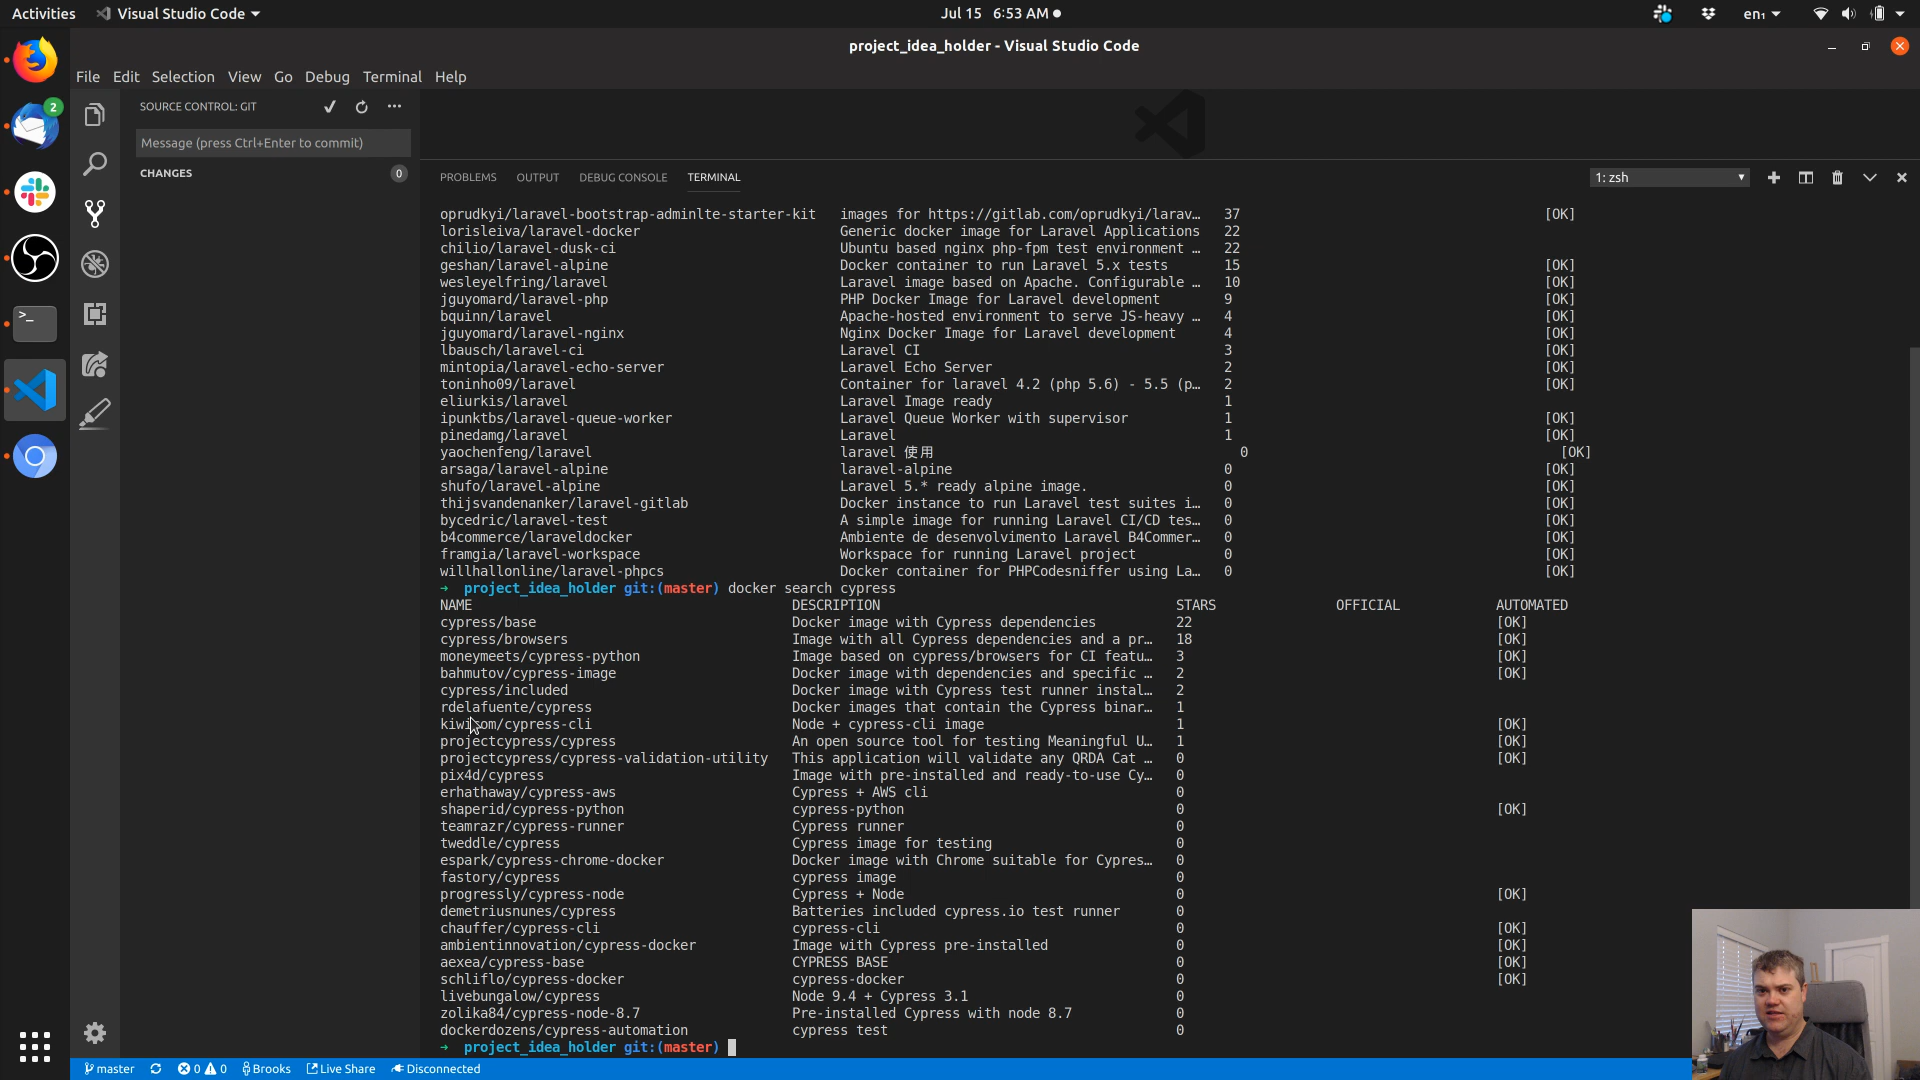 Activities Visual Studio Code Jul 15 6:53 AM en₁
project_idea_holder - Visual Studio Code
File Edit Selection View Go Debug Terminal Help
SOURCE CONTROL: GIT
2
Message (press Ctrl+Enter to commit)
CHANGES 0
PROBLEMS OUTPUT DEBUG CONSOLE TERMINAL 1: zsh
oprudkyi/laravel-bootstrap-adminlte-starter-kit images for https://gitlab.com/oprudkyi/larav… 37 [OK]
lorisleiva/laravel-docker Generic docker image for Laravel Applications 22
chilio/laravel-dusk-ci Ubuntu based nginx php-fpm test environment … 22
geshan/laravel-alpine Docker container to run Laravel 5.x tests 15 [OK]
wesleyelfring/laravel Laravel image based on Apache. Configurable … 10 [OK]
jguyomard/laravel-php PHP Docker Image for Laravel development 9 [OK]
bquinn/laravel Apache-hosted environment to serve JS-heavy … 4 [OK]
jguyomard/laravel-nginx Nginx Docker Image for Laravel development 4 [OK]
lbausch/laravel-ci Laravel CI 3 [OK]
mintopia/laravel-echo-server Laravel Echo Server 2 [OK]
toninho09/laravel Container for laravel 4.2 (php 5.6) - 5.5 (p… 2 [OK]
eliurkis/laravel Laravel Image ready 1
ipunktbs/laravel-queue-worker Laravel Queue Worker with supervisor 1 [OK]
pinedamg/laravel Laravel 1 [OK]
yaochenfeng/laravel laravel 使用 0 [OK]
arsaga/laravel-alpine laravel-alpine 0 [OK]
shufo/laravel-alpine Laravel 5.* ready alpine image. 0 [OK]
thijsvandenanker/laravel-gitlab Docker instance to run Laravel test suites i… 0 [OK]
bycedric/laravel-test A simple image for running Laravel CI/CD tes… 0 [OK]
b4commerce/laraveldocker Ambiente de desenvolvimento Laravel B4Commer… 0 [OK]
framgia/laravel-workspace Workspace for running Laravel project 0 [OK]
willhallonline/laravel-phpcs Docker container for PHPCodesniffer using La… 0 [OK]
→ project_idea_holder git:(master) docker search cypress
NAME DESCRIPTION STARS OFFICIAL AUTOMATED
cypress/base Docker image with Cypress dependencies 22 [OK]
cypress/browsers Image with all Cypress dependencies and a pr… 18 [OK]
moneymeets/cypress-python Image based on cypress/browsers for CI featu… 3 [OK]
bahmutov/cypress-image Docker image with dependencies and specific … 2 [OK]
cypress/included Docker image with Cypress test runner instal… 2
rdelafuente/cypress Docker images that contain the Cypress binar… 1
kiwicom/cypress-cli Node + cypress-cli image 1 [OK]
projectcypress/cypress An open source tool for testing Meaningful U… 1 [OK]
projectcypress/cypress-validation-utility This application will validate any QRDA Cat … 0 [OK]
pix4d/cypress Image with pre-installed and ready-to-use Cy… 0
erhathaway/cypress-aws Cypress + AWS cli 0
shaperid/cypress-python cypress-python 0 [OK]
teamrazr/cypress-runner Cypress runner 0
tweddle/cypress Cypress image for testing 0
espark/cypress-chrome-docker Docker image with Chrome suitable for Cypres… 0
fastory/cypress cypress image 0
progressly/cypress-node Cypress + Node 0 [OK]
demetriusnunes/cypress Batteries included cypress.io test runner 0
chauffer/cypress-cli cypress-cli 0 [OK]
ambientinnovation/cypress-docker Image with Cypress pre-installed 0 [OK]
aexea/cypress-base CYPRESS BASE 0 [OK]
schliflo/cypress-docker cypress-docker 0 [OK]
livebungalow/cypress Node 9.4 + Cypress 3.1 0
zolika84/cypress-node-8.7 Pre-installed Cypress with node 8.7 0
dockerdozens/cypress-automation cypress test 0
→ project_idea_holder git:(master)
master 0 0 Brooks Live Share Disconnected